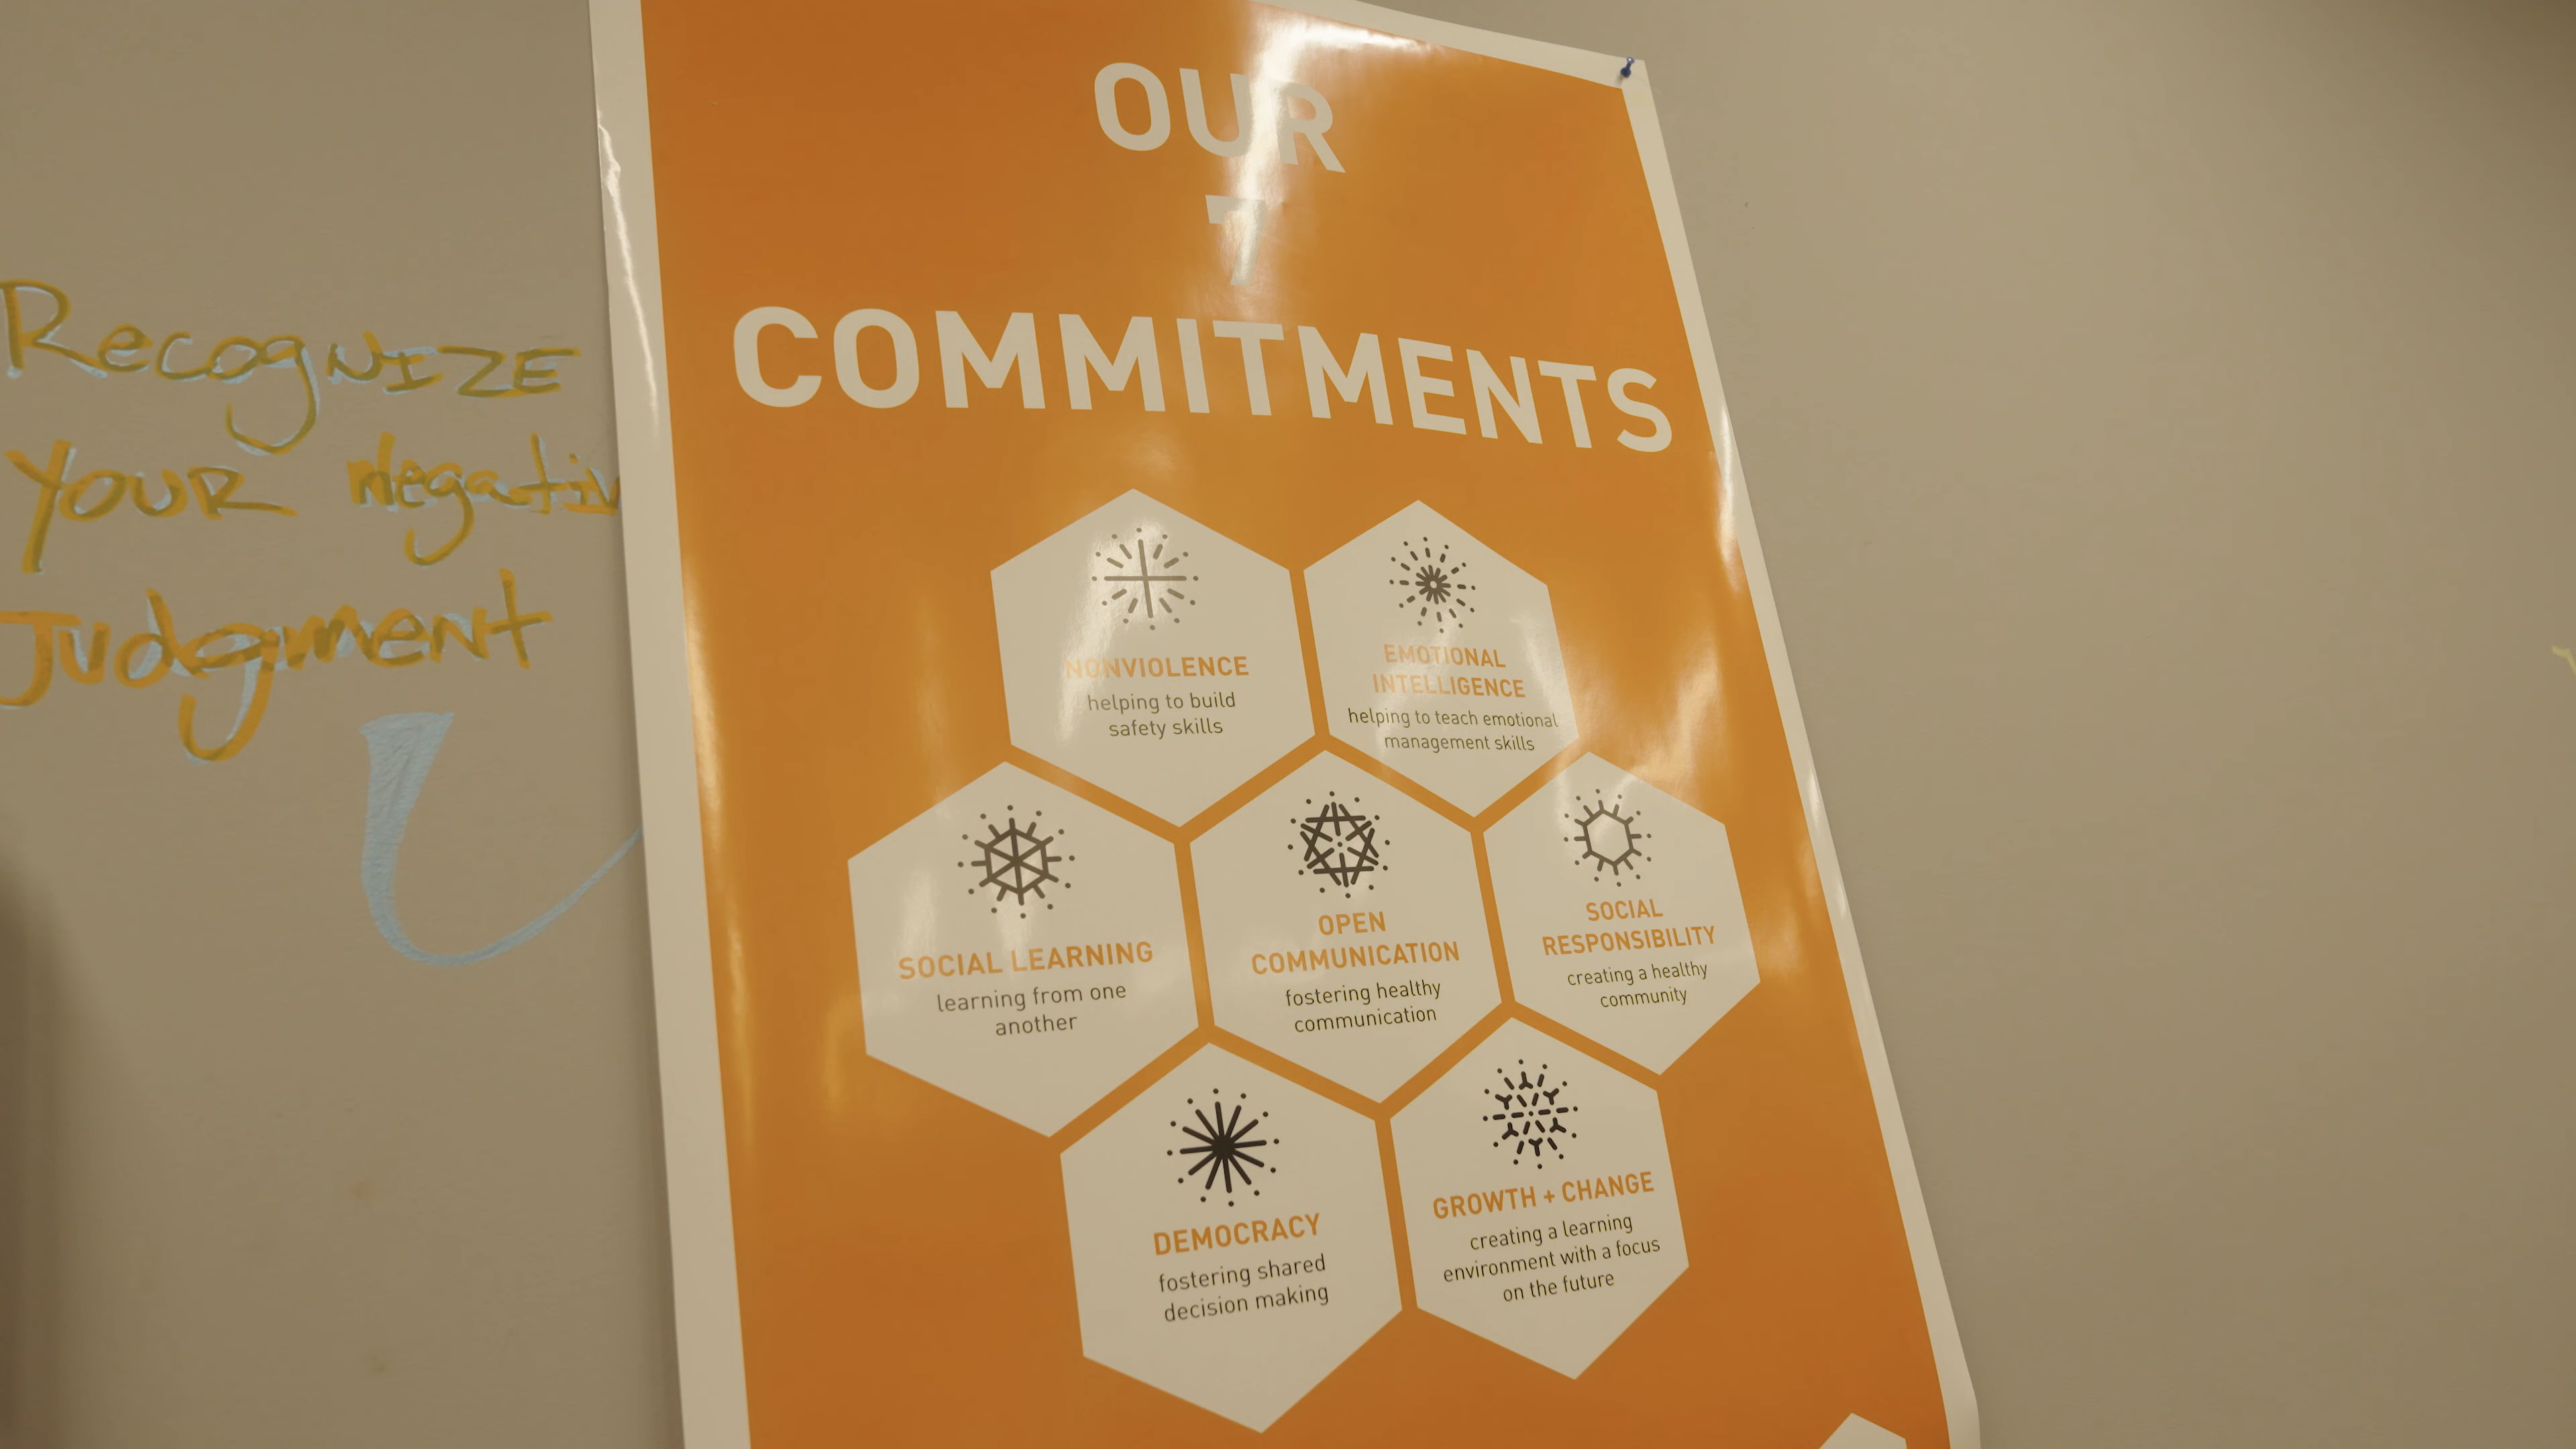 Recognize
your
Judgment
OUR
7
COMMITMENTS
NONVIOLENCE
helping to build
safety skills
EMOTIONAL
INTELLIGENCE
helping to teach emotional
management skills
SOCIAL LEARNING
learning from one
another
OPEN
COMMUNICATION
fostering healthy
communication
SOCIAL
RESPONSIBILITY
creating a healthy
community
DEMOCRACY
fostering shared
decision making
GROWTH + CHANGE
creating a learning
environment with a focus
on the future